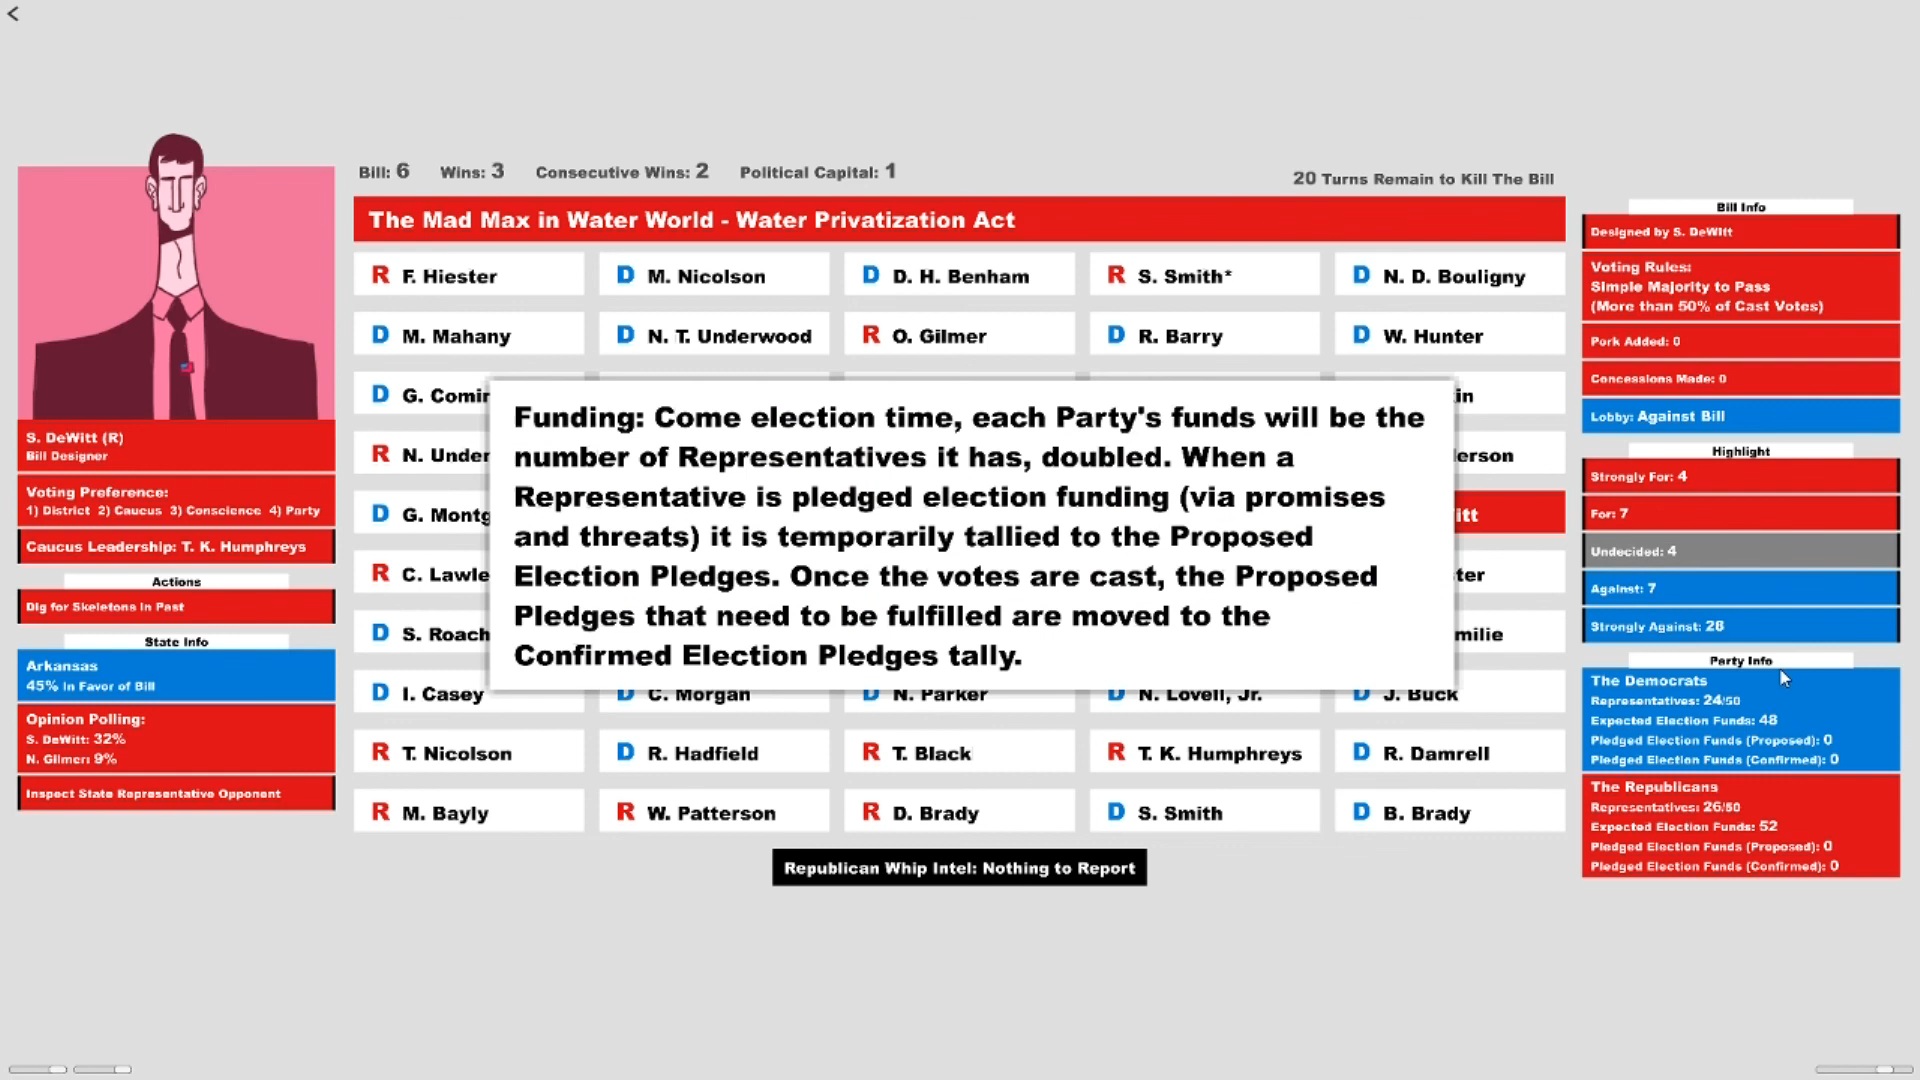 Bill: 6 Wins: 3 Consecutive Wins: 2 Political Capital: 1
20 Turns Remain to Kill The Bill
The Mad Max in Water World - Water Privatization Act
R F. Hiester
D M. Nicolson
D D. H. Benham
R S. Smith*
D N. D. Bouligny
D M. Mahany
D N. T. Underwood
R O. Gilmer
D R. Barry
D W. Hunter
D G. Comin
in
R N. Under
erson
D G. Montg
itt
R C. Lawle
ter
D S. Roach
milie
D I. Casey
D C. Morgan
D N. Parker
D N. Lovell, Jr.
D J. Buck
R T. Nicolson
D R. Hadfield
R T. Black
R T. K. Humphreys
D R. Damrell
R M. Bayly
R W. Patterson
R D. Brady
D S. Smith
D B. Brady
Funding: Come election time, each Party's funds will be the
number of Representatives it has, doubled. When a
Representative is pledged election funding (via promises
and threats) it is temporarily tallied to the Proposed
Election Pledges. Once the votes are cast, the Proposed
Pledges that need to be fulfilled are moved to the
Confirmed Election Pledges tally.
Republican Whip Intel: Nothing to Report
S. DeWitt (R)
Bill Designer
Voting Preference:
1) District 2) Caucus 3) Conscience 4) Party
Caucus Leadership: T. K. Humphreys
Actions
Dig for Skeletons in Past
State Info
Arkansas
45% In Favor of Bill
Opinion Polling:
S. DeWitt: 32%
N. Gilmer: 9%
Inspect State Representative Opponent
Bill Info
Designed by S. DeWitt
Voting Rules:
Simple Majority to Pass
(More than 50% of Cast Votes)
Pork Added: 0
Concessions Made: 0
Lobby: Against Bill
Highlight
Strongly For: 4
For: 7
Undecided: 4
Against: 7
Strongly Against: 28
Party Info
The Democrats
Representatives: 24/50
Expected Election Funds: 48
Pledged Election Funds (Proposed): 0
Pledged Election Funds (Confirmed): 0
The Republicans
Representatives: 26/50
Expected Election Funds: 52
Pledged Election Funds (Proposed): 0
Pledged Election Funds (Confirmed): 0